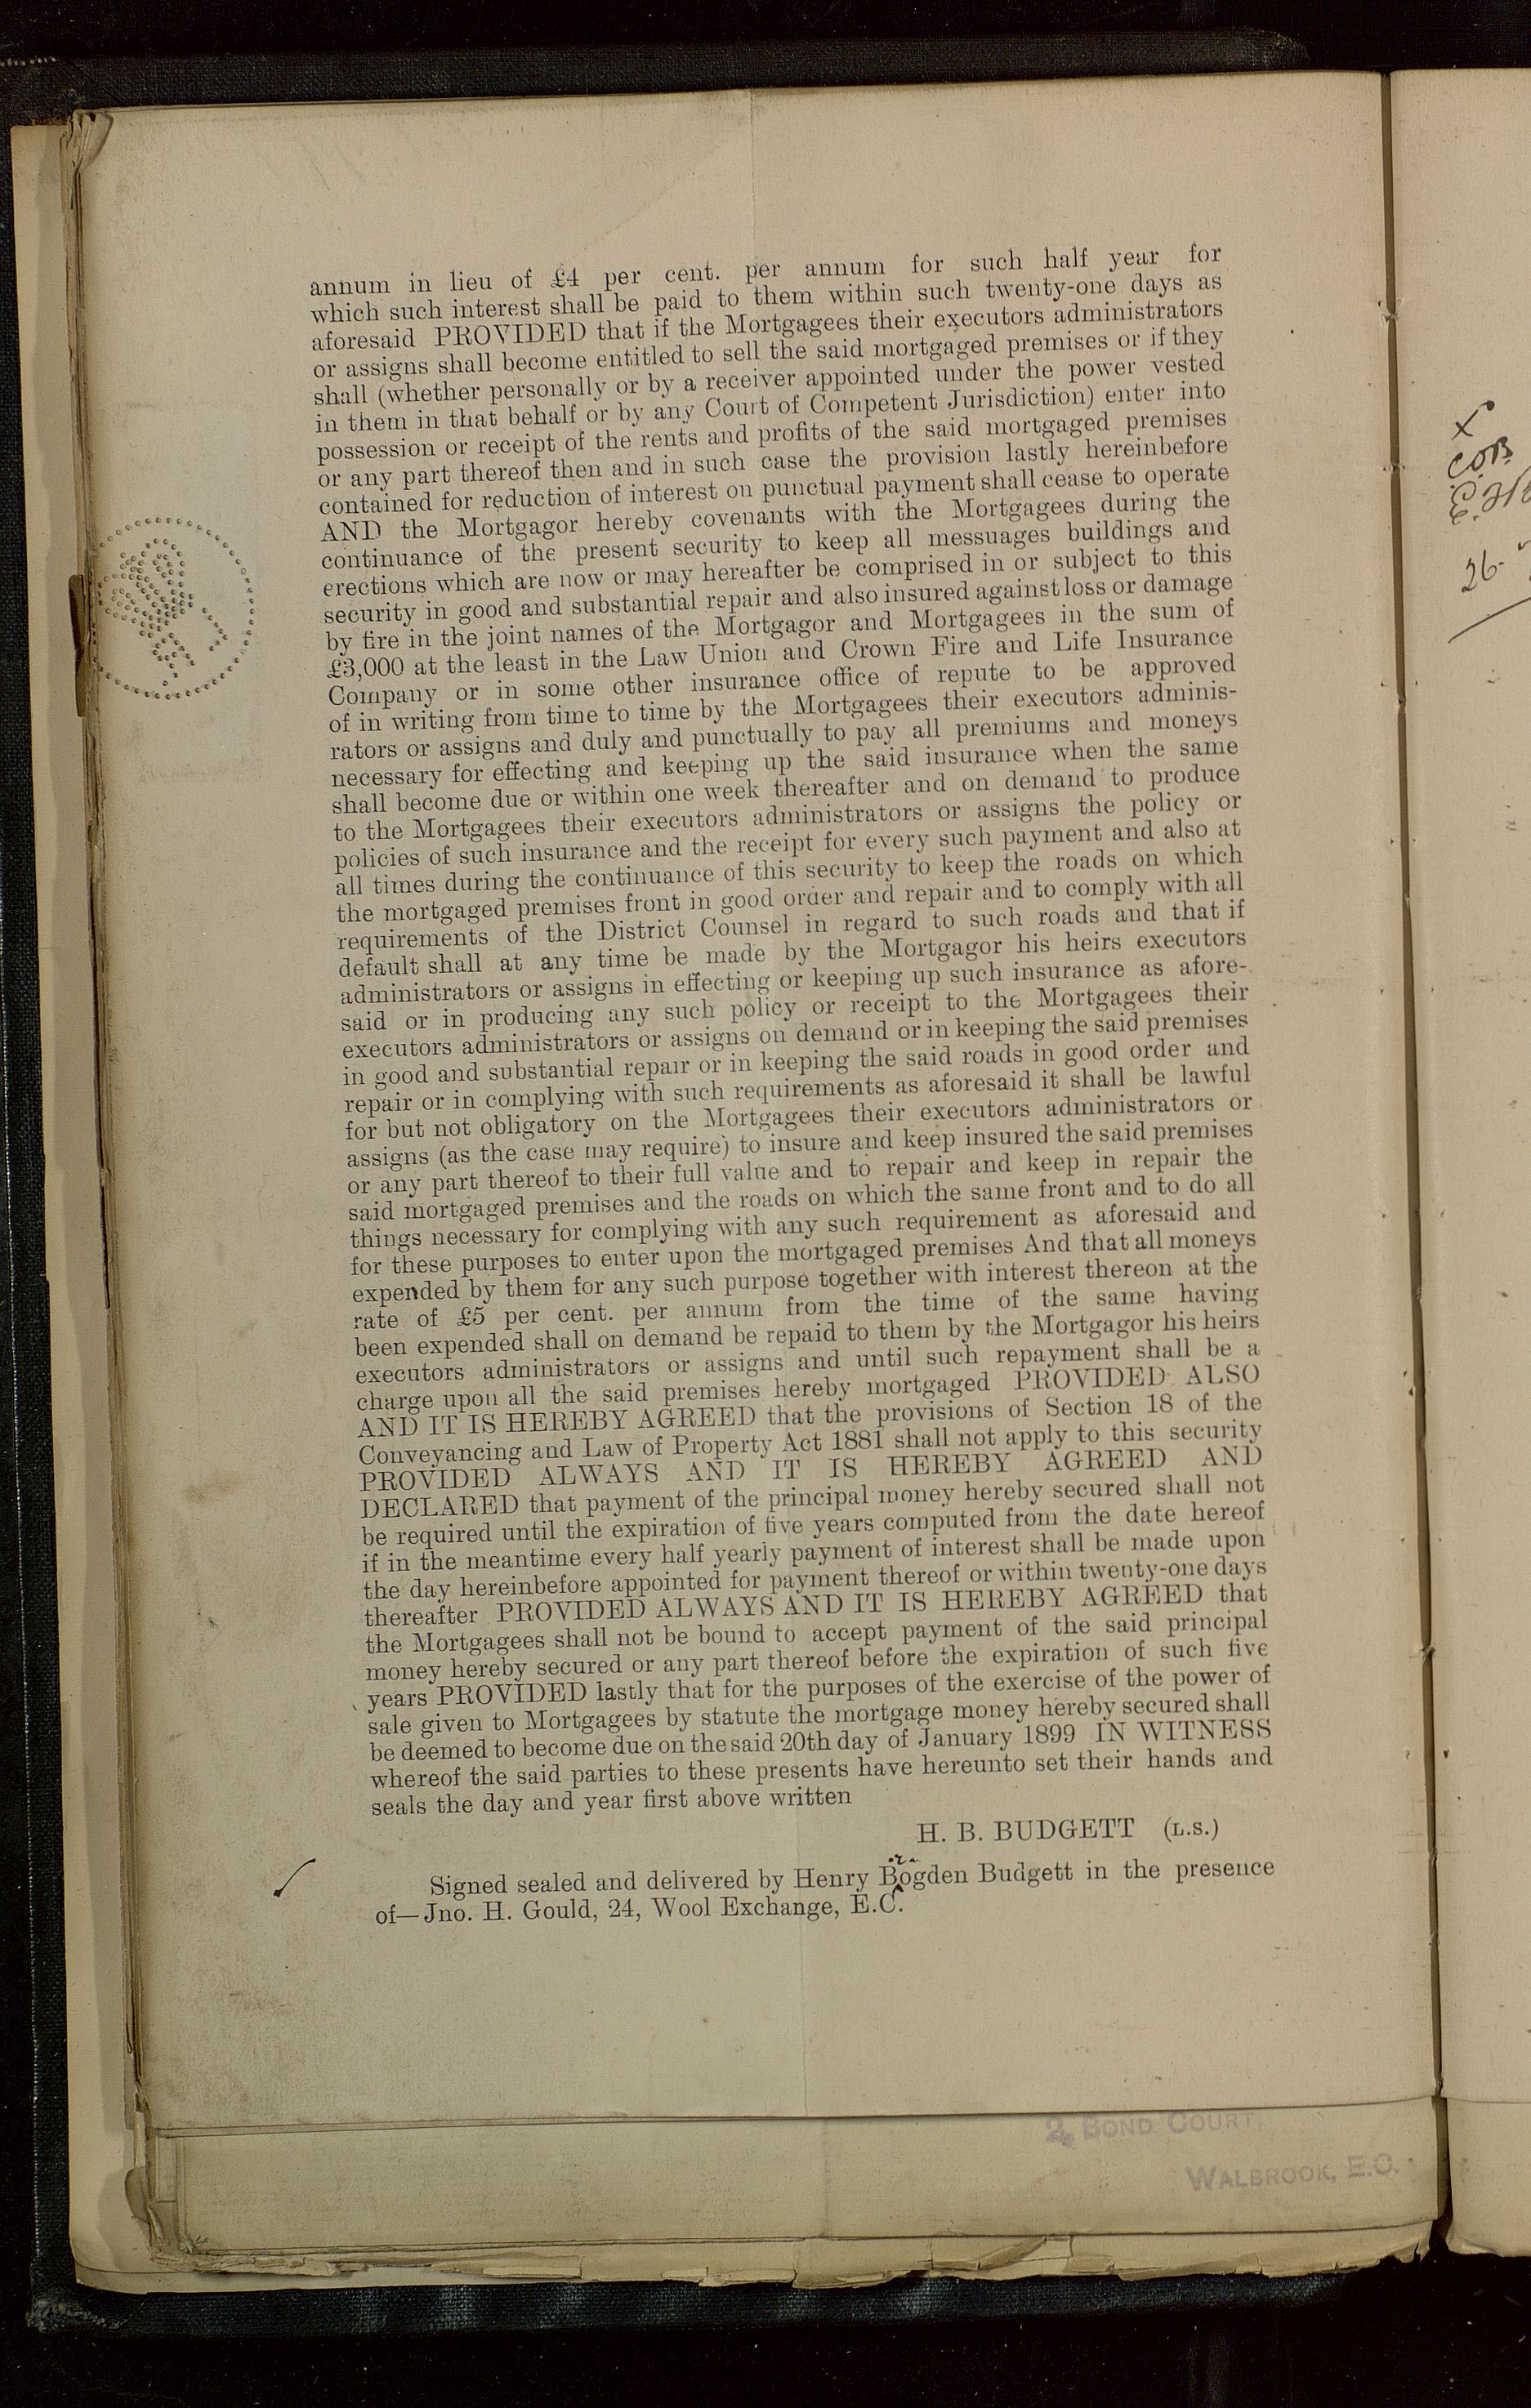 annum in lieu of £4 per cent. per annum for such half year for
which such interest shall be paid to them within such twenty-one days as
aforesaid PROVIDED that if the Mortgagees their executors administrators
or assigns shall become entitled to sell the said mortgaged premises or if they
shall (whether personally or by a receiver appointed under the power vested
in them in that behalf or by any Court of Competent Jurisdiction) enter into
possession or receipt of the rents and profits of the said mortgaged premises
or any part thereof then and in such case the provision lastly hereinbefore
contained for reduction of interest on punctual payment shall cease to operate
AND the Mortgagor hereby covenants with the Mortgagees during the
continuance of the present security to keep all messuages buildings and
erections which are now or may hereafter be comprised in or subject to this
security in good and substantial repair and also insured against loss or damage
by fire in the joint names of the Mortgagor and Mortgagees in the sum of
£3,000 at the least in the Law Union and Crown Fire and Life Insurance
Company or in some other insurance office of repute to be approved
of in writing from time to time by the Mortgagees their executors adminis-
rators or assigns and duly and punctually to pay all premiums and moneys
necessary for effecting and keeping up the said insurance when the same
shall become due or within one week thereafter and on demand to produce
to the Mortgagees their executors administrators or assigns the policy or
policies of such insurance and the receipt for every such payment and also at
all times during the continuance of this security to keep the roads on which
the mortgaged premises front in good order and repair and to comply with all
requirements of the District Counsel in regard to such roads and that if
default shall at any time be made by the Mortgagor his heirs executors
administrators or assigns in effecting or keeping up such insurance as afore-
said or in producing any such policy or receipt to the Mortgagees their
executors administrators or assigns on demand or in keeping the said premises
in good and substantial repair or in keeping the said roads in good order and
repair or in complying with such requirements as aforesaid it shall be lawful
for but not obligatory on the Mortgagees their executors administrators or
assigns (as the case may require) to insure and keep insured the said premises
or any part thereof to their full value and to repair and keep in repair the
said mortgaged premises and the roads on which the same front and to do all
things necessary for complying with any such requirement as aforesaid and
for these purposes to enter upon the mortgaged premises And that all moneys
expended by them for any such purpose together with interest thereon at the
rate of £5 per cent. per annum from the time of the same having
been expended shall on demand be repaid to them by the Mortgagor his heirs
executors administrators or assigns and until such repayment shall be a
charge upon all the said premises hereby mortgaged PROVIDED ALSO
AND IT IS HEREBY AGREED that the provisions of Section 18 of the
Conveyancing and Law of Property Act 1881 shall not apply to this security
PROVIDED ALWAYS AND IT IS HEREBY AGREED AND
DECLARED that payment of the principal money hereby secured shall not
be required until the expiration of five years computed from the date hereof
if in the meantime every half yearly payment of interest shall be made upon
the day hereinbefore appointed for payment thereof or within twenty-one days
thereafter PROVIDED ALWAYS AND IT IS HEREBY AGREED that
the Mortgagees shall not be bound to accept payment of the said principal
money hereby secured or any part thereof before the expiration of such five
years PROVIDED lastly that for the purposes of the exercise of the power of
sale given to Mortgagees by statute the mortgage money hereby secured shall
be deemed to become due on the said 20th day of January 1899 IN WITNESS
whereof the said parties to these presents have hereunto set their hands and
seals the day and year first above written
H. B. BUDGETT (L.S.)
Signed sealed and delivered by Henry Bogden Budgett in the presence
of—Jno. H. Gould, 24, Wool Exchange, E.C.
2, BOND COURT,
WALBROOK, E.C.
26